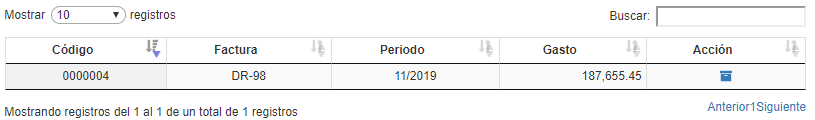 Mostrar 10 registros Buscar:
Código Factura Periodo Gasto Acción
0000004 DR-98 11/2019 187,655.45
Mostrando registros del 1 al 1 de un total de 1 registros Anterior1Siguiente